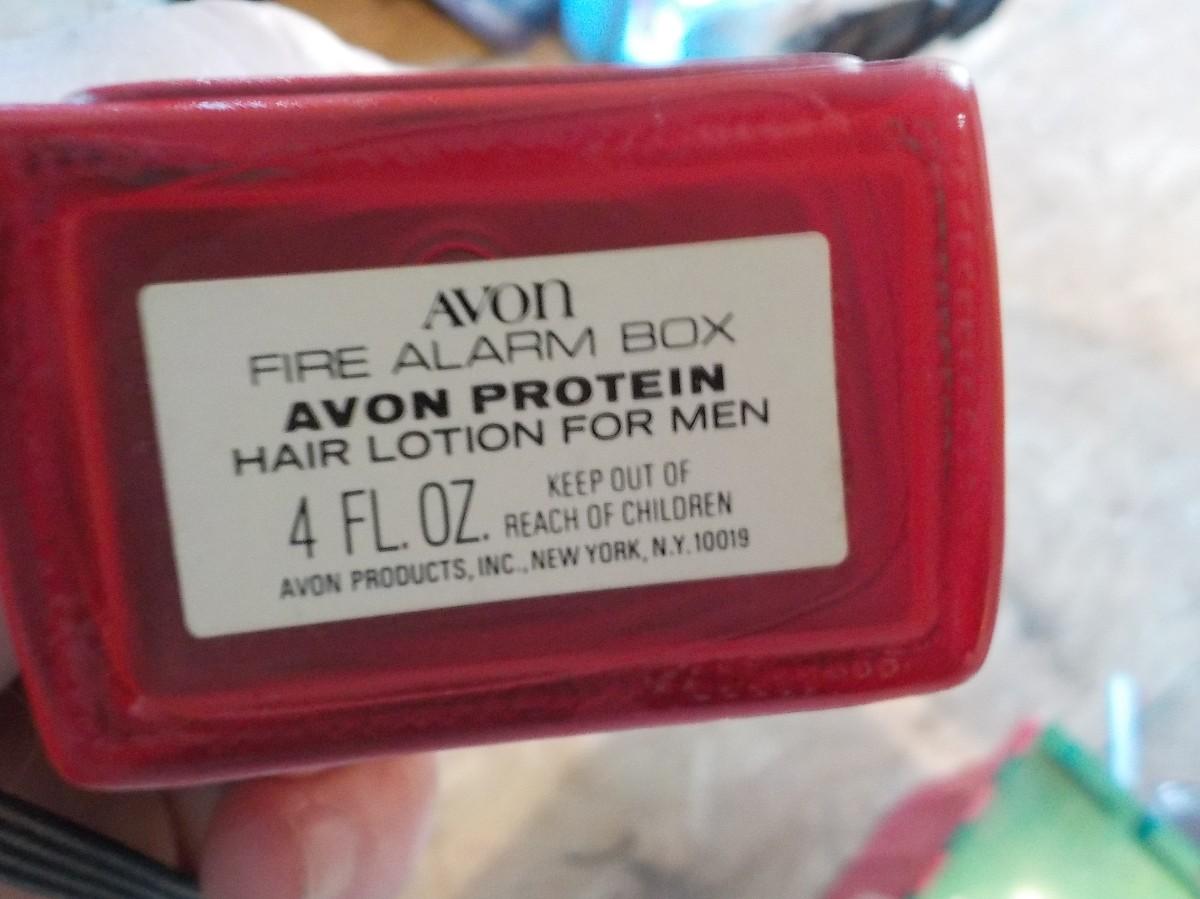 AVON
FIRE ALARM BOX
AVON PROTEIN
HAIR LOTION FOR MEN
4 FL. OZ. KEEP OUT OF
REACH OF CHILDREN
AVON PRODUCTS, INC., NEW YORK, N.Y. 10019